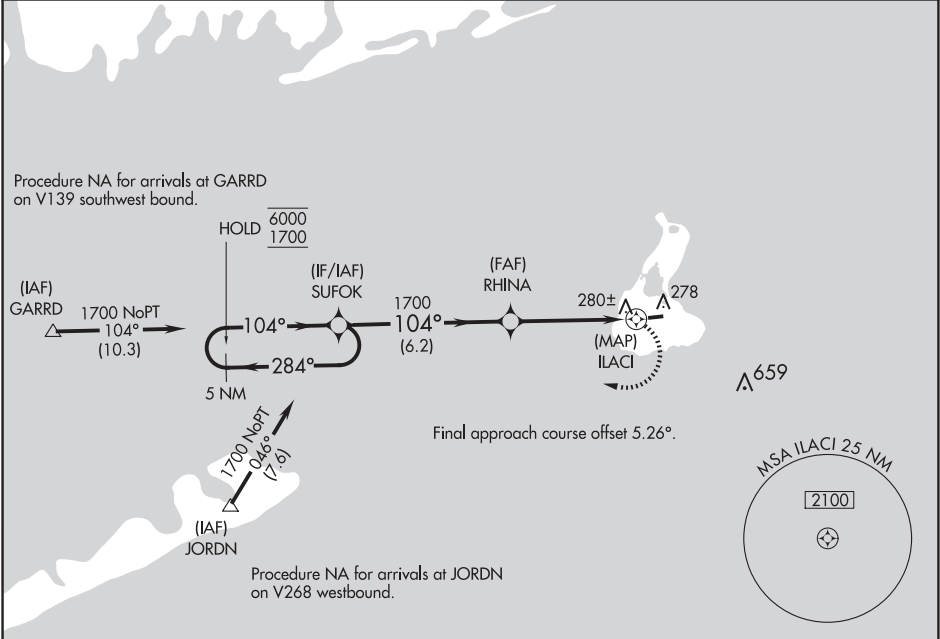 Procedure NA for arrivals at GARRD
on V139 southwest bound.
HOLD
6000
1700
(IAF)
GARRD
1700 NoPT
104°
(10.3)
(IF/IAF)
SUFOK
104°
284°
5 NM
1700
104°
(6.2)
(FAF)
RHINA
280±
278
(MAP)
ILACI
659
1700 NoPT
046°
(7.6)
(IAF)
JORDN
Final approach course offset 5.26°.
Procedure NA for arrivals at JORDN
on V268 westbound.
MSA ILACI 25 NM
2100